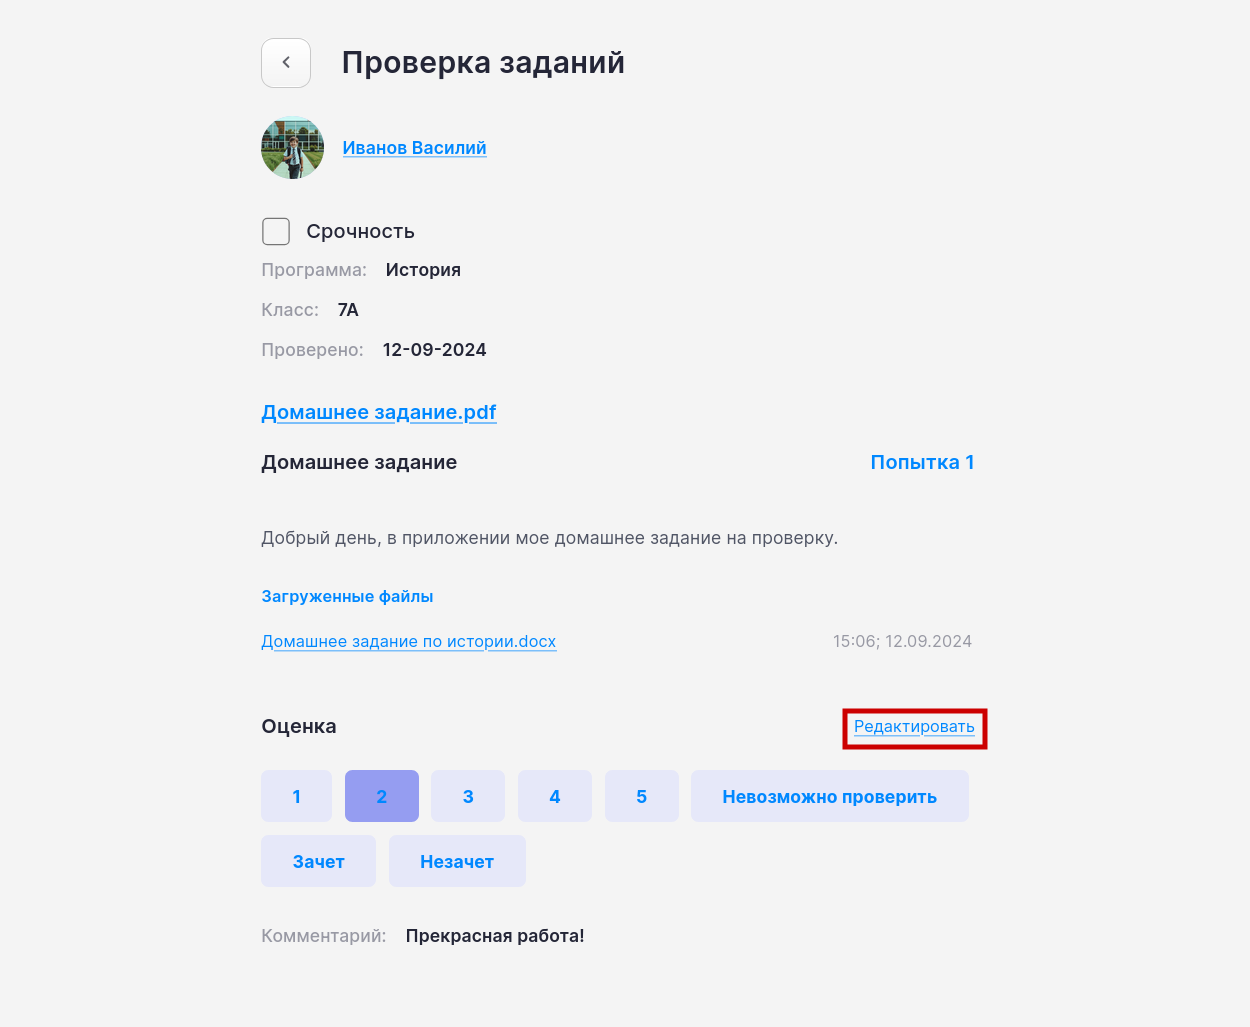 Проверка заданий
Иванов Василий
Срочность
Программа: История
Класс: 7А
Проверено: 12-09-2024
Домашнее задание.pdf
Домашнее задание Попытка 1
Добрый день, в приложении мое домашнее задание на проверку.
Загруженные файлы
Домашнее задание по истории.docx 15:06; 12.09.2024
Оценка Редактировать
1 2 3 4 5 Невозможно проверить
Зачет Незачет
Комментарий: Прекрасная работа!